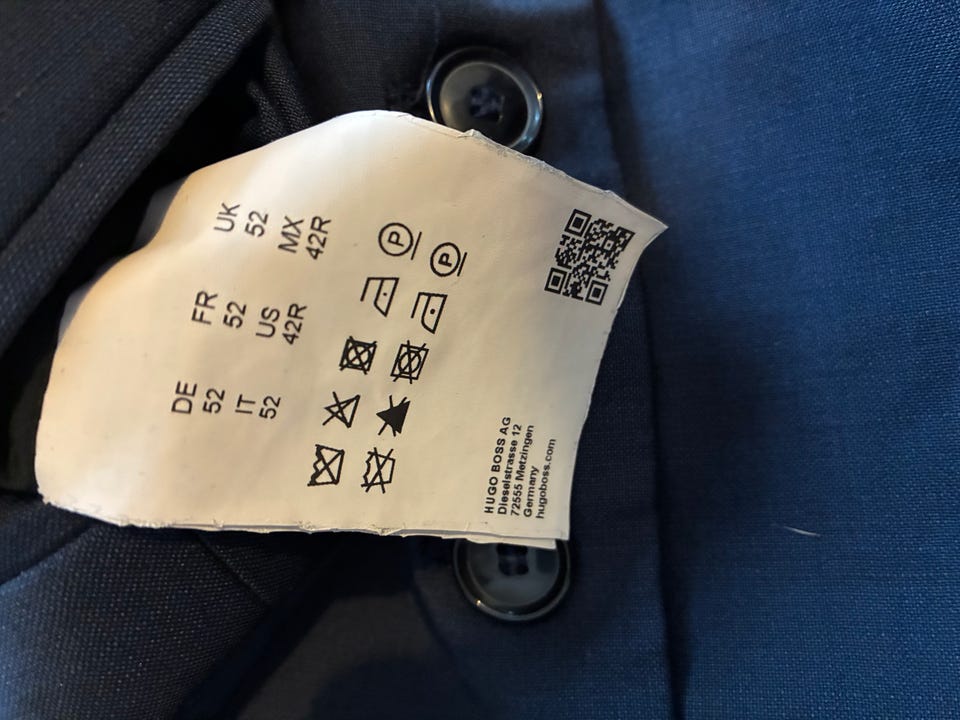 DE FR UK
52 52 52
IT US MX
52 42R 42R
P
P
HUGO BOSS AG
Dieselstrasse 12
72555 Metzingen
Germany
hugoboss.com